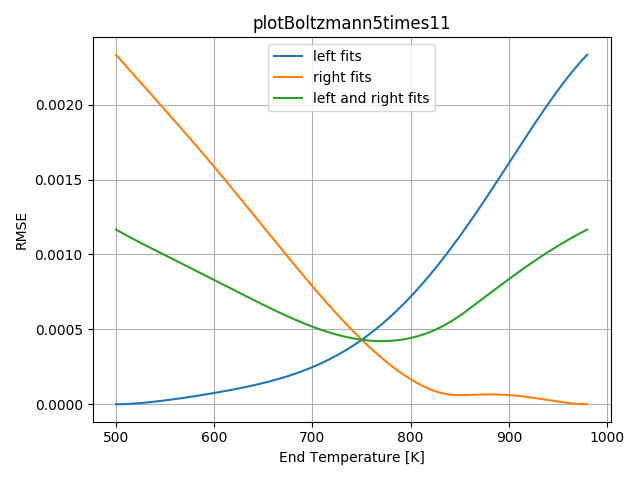 plotBoltzmann5times11
left fits
right fits
left and right fits
RMSE
0.0020
0.0015
0.0010
0.0005
0.0000
500 600 700 800 900 1000
End Temperature [K]